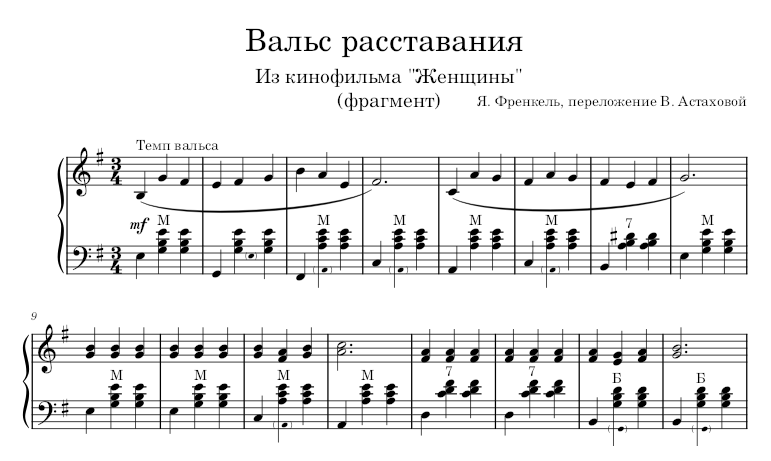 Вальс расставания
Из кинофильма "Женщины"
(фрагмент)
Я. Френкель, переложение В. Астаховой
Темп вальса
mf
М М М М М 7 М
9
М М М 7 7 Б Б